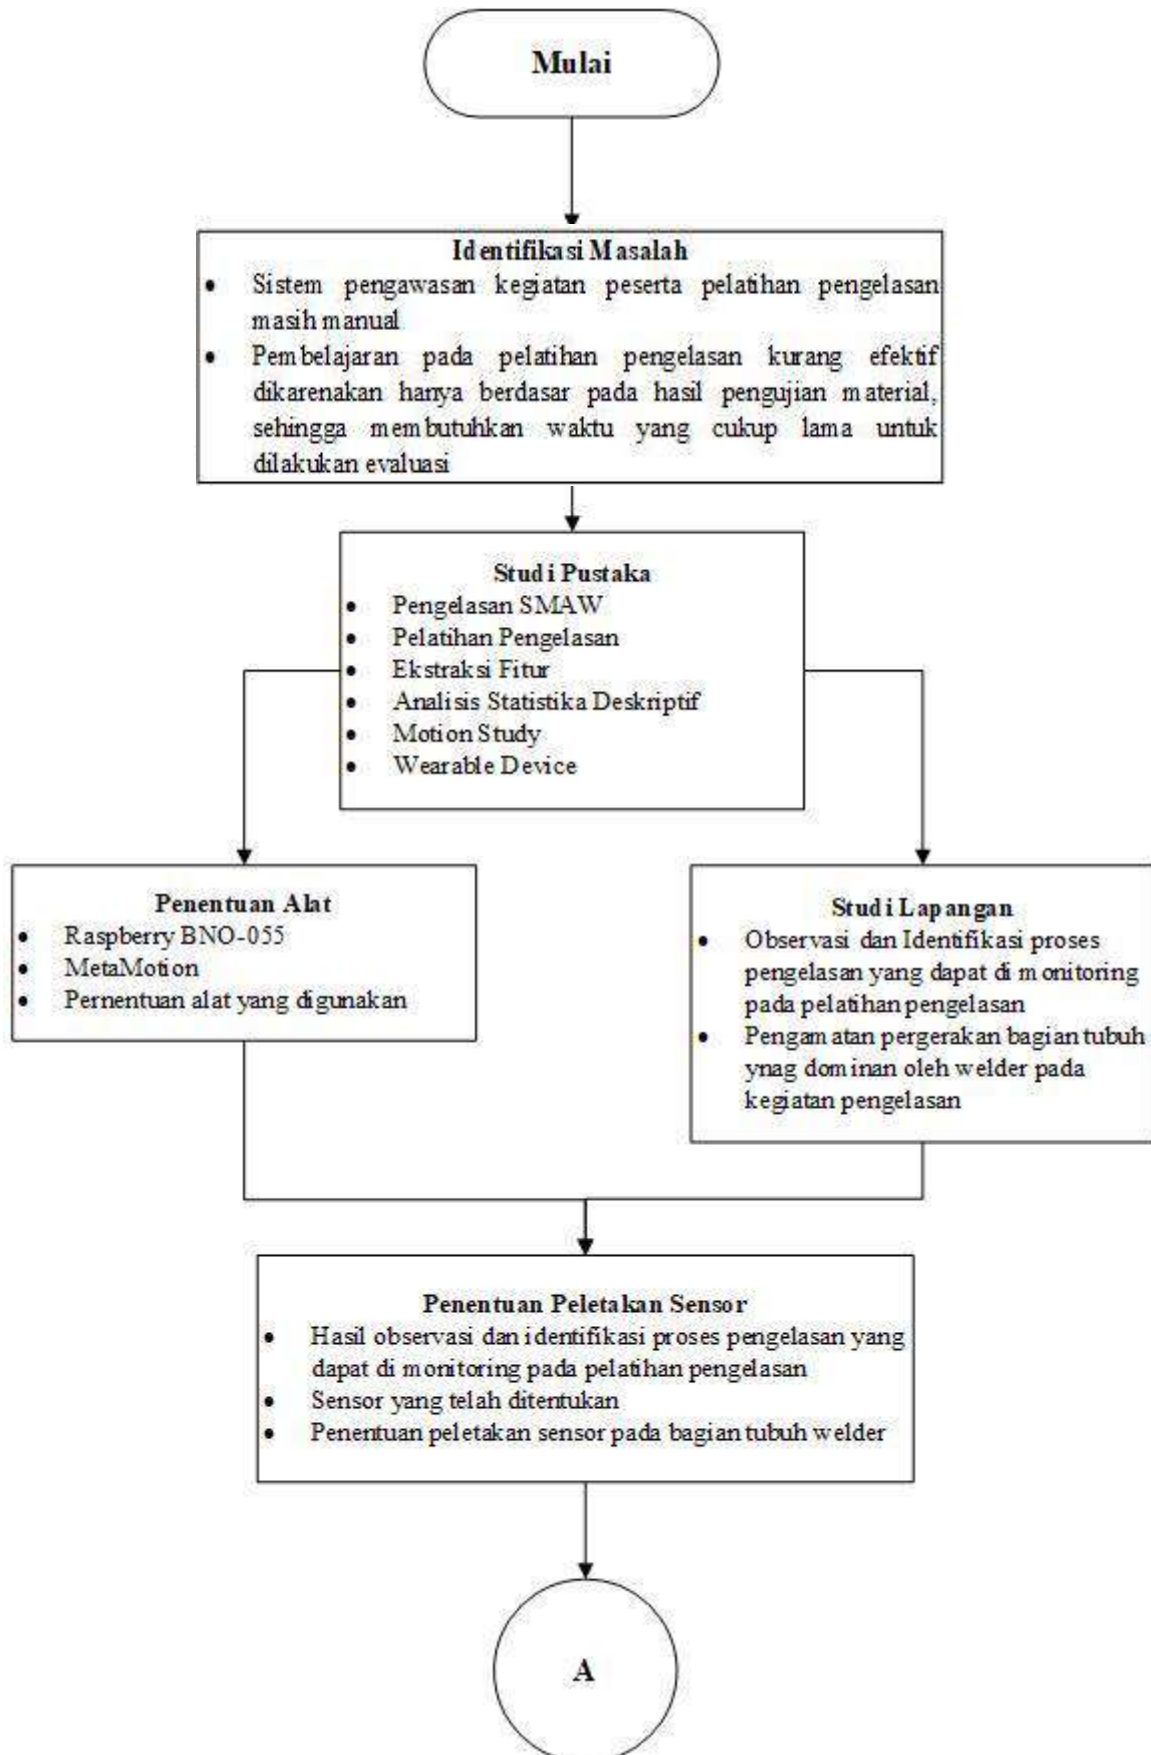 Mulai
Identifikasi Masalah
• Sistem pengawasan kegiatan peserta pelatihan pengelasan
masih manual
• Pembelajaran pada pelatihan pengelasan kurang efektif
dikarenakan hanya berdasar pada hasil pengujian material,
sehingga membutuhkan waktu yang cukup lama untuk
dilakukan evaluasi
Studi Pustaka
• Pengelasan SMAW
• Pelatihan Pengelasan
• Ekstraksi Fitur
• Analisis Statistika Deskriptif
• Motion Study
• Wearable Device
Penentuan Alat
• Raspberry BNO-055
• MetaMotion
• Pernentuan alat yang digunakan
Studi Lapangan
• Observasi dan Identifikasi proses
pengelasan yang dapat di monitoring
pada pelatihan pengelasan
• Pengamatan pergerakan bagian tubuh
ynag dominan oleh welder pada
kegiatan pengelasan
Penentuan Peletakan Sensor
• Hasil observasi dan identifikasi proses pengelasan yang
dapat di monitoring pada pelatihan pengelasan
• Sensor yang telah ditentukan
• Penentuan peletakan sensor pada bagian tubuh welder
A